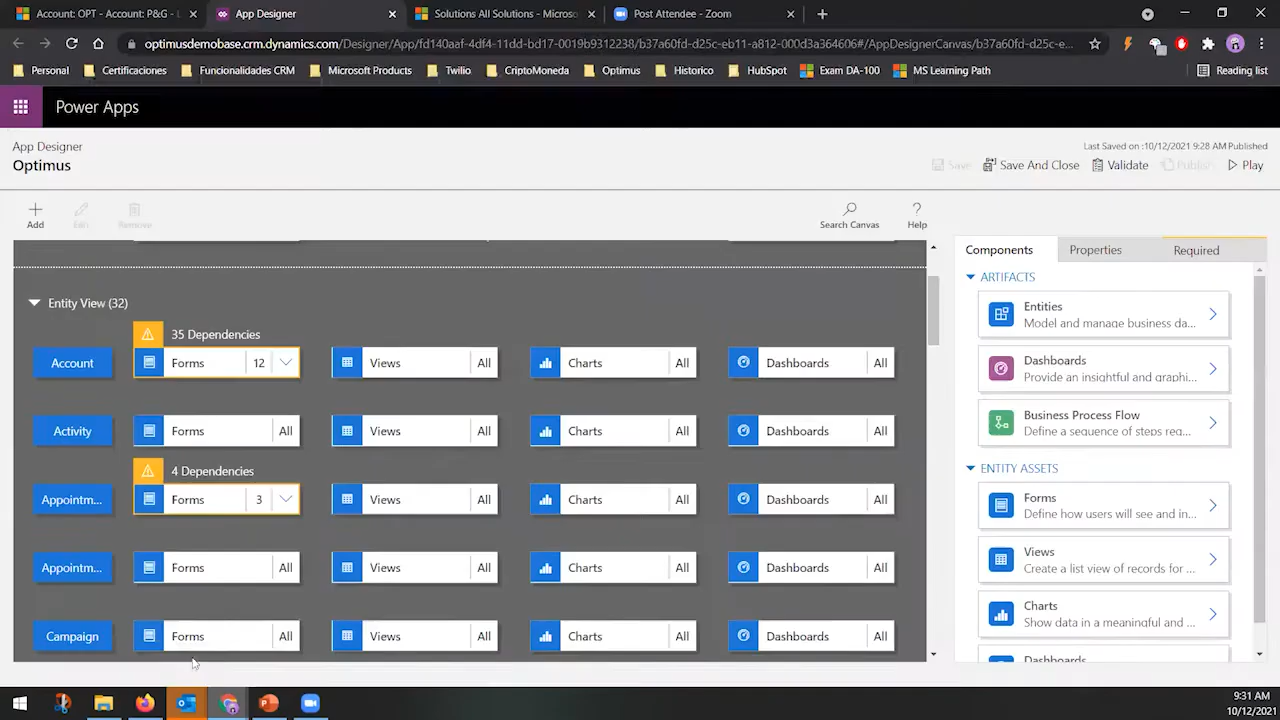 Account: OPT - Account: P&G - L
App Designer
Solutions All Solutions - Microso
Post Attendee - Zoom
optimusdemobase.crm.dynamics.com/Designer/App/fd140aaf-4df4-11dd-bd17-0019b9312238/b37a60fd-d25c-eb11-a812-000d3a364606#/AppDesignerCanvas/b37a60fd-d25c-e...
Personal
Certificaciones
Funcionalidades CRM
Microsoft Products
Twilio
CriptoMoneda
Optimus
Historico
HubSpot
Exam DA-100
MS Learning Path
Reading list
Power Apps
App Designer
Optimus
Last Saved on :10/12/2021 9:28 AM Published
Save
Save And Close
Validate
Publish
Play
Add
Edit
Remove
Search Canvas
? Help
Entity View (32)
35 Dependencies
Account
Forms 12
Views All
Charts All
Dashboards All
Activity
Forms All
Views All
Charts All
Dashboards All
4 Dependencies
Appointm...
Forms 3
Views All
Charts All
Dashboards All
Appointm...
Forms All
Views All
Charts All
Dashboards All
Campaign
Forms All
Views All
Charts All
Dashboards All
Components
Properties
Required
ARTIFACTS
Entities
Model and manage business da...
Dashboards
Provide an insightful and graphi...
Business Process Flow
Define a sequence of steps req...
ENTITY ASSETS
Forms
Define how users will see and in...
Views
Create a list view of records for ...
Charts
Show data in a meaningful and ...
Dashboards
9:31 AM
10/12/2021